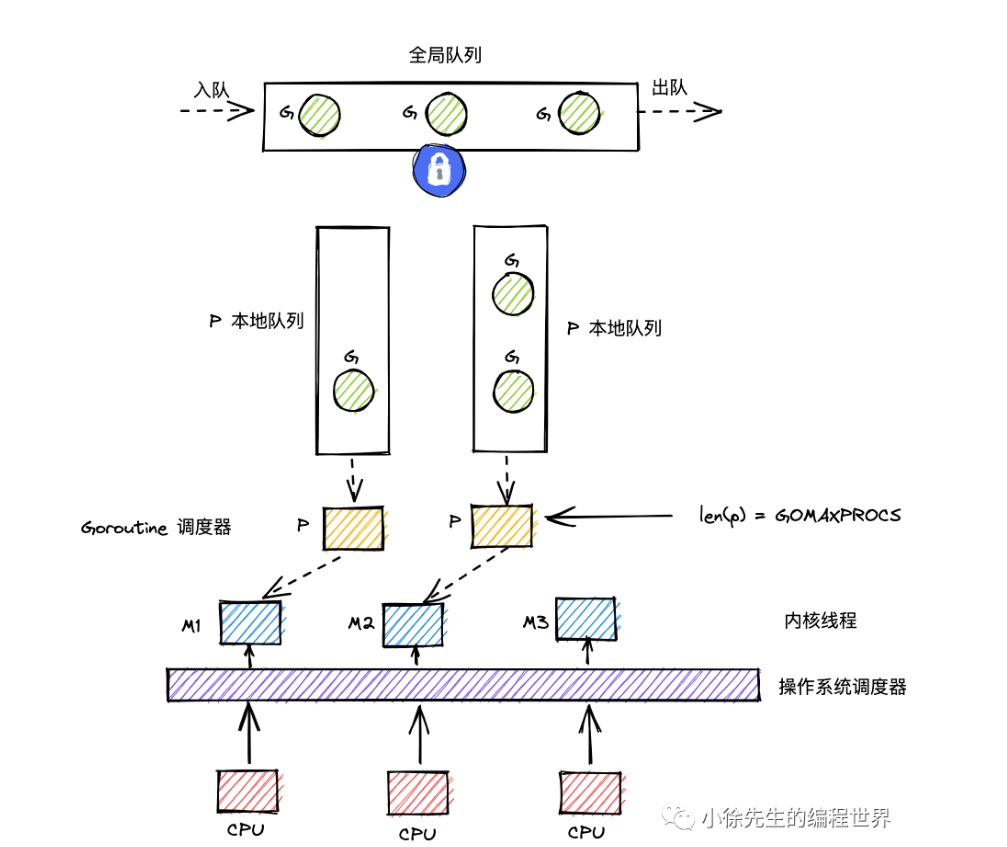 全局队列
入队
出队
G
G
G
G
P 本地队列
P 本地队列
G
G
Goroutine 调度器
P
P
len(p) = GOMAXPROCS
M1
M2
M3
内核线程
操作系统调度器
CPU
CPU
CPU
小徐先生的编程世界